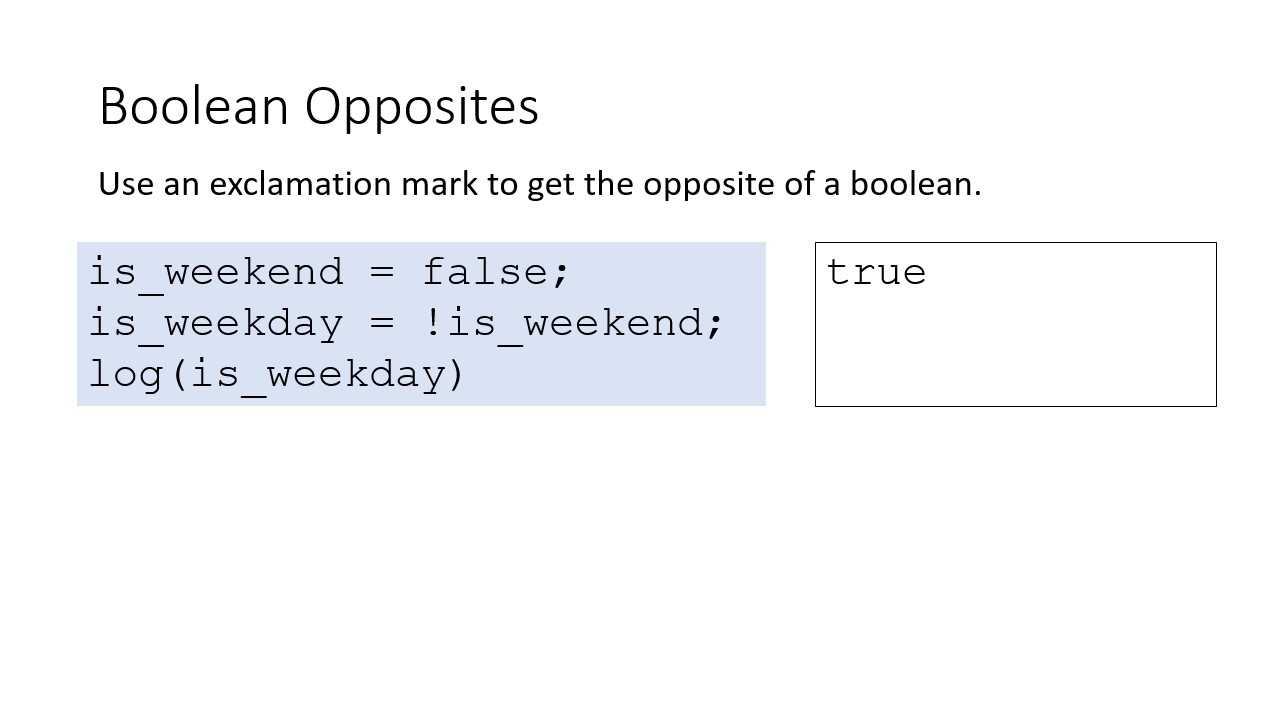 Boolean Opposites
Use an exclamation mark to get the opposite of a boolean.
is_weekend = false;
is_weekday = !is_weekend;
log(is_weekday)
true